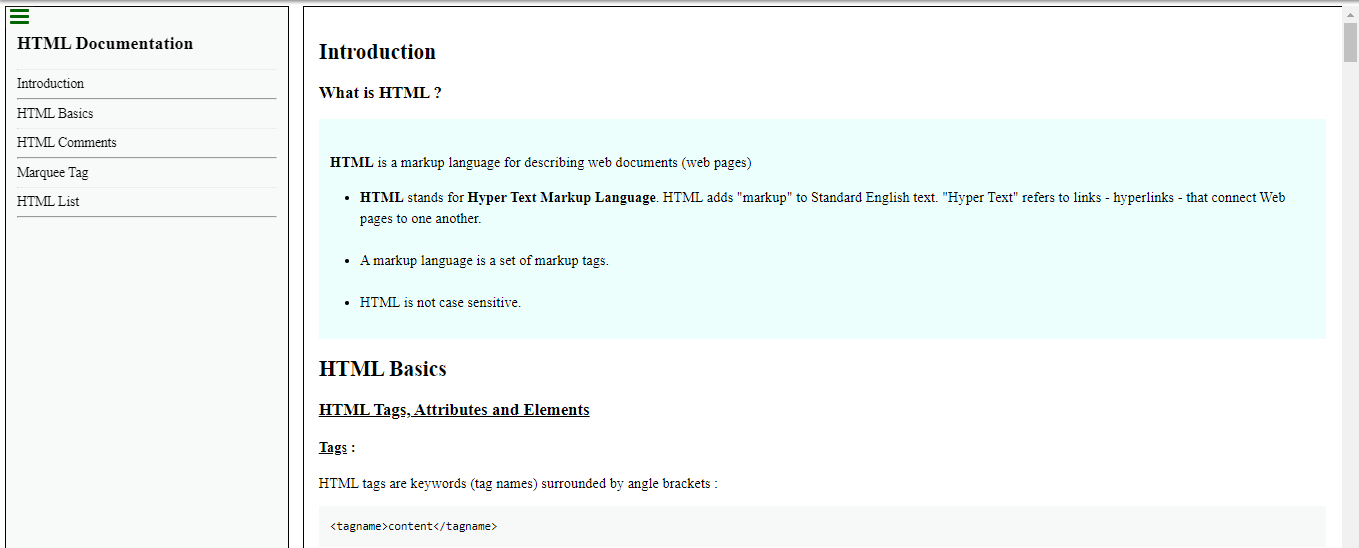 HTML Documentation
Introduction
HTML Basics
HTML Comments
Marquee Tag
HTML List
Introduction
What is HTML ?
HTML is a markup language for describing web documents (web pages)
HTML stands for Hyper Text Markup Language. HTML adds "markup" to Standard English text. "Hyper Text" refers to links - hyperlinks - that connect Web
pages to one another.
A markup language is a set of markup tags.
HTML is not case sensitive.
HTML Basics
HTML Tags, Attributes and Elements
Tags :
HTML tags are keywords (tag names) surrounded by angle brackets :
<tagname>content</tagname>